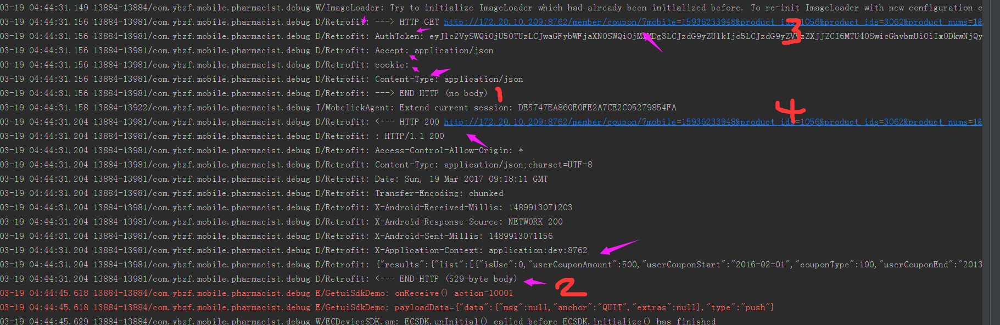 03-19 04:44:31.149 13884-13884/com.ybzf.mobile.pharmacist.debug W/ImageLoader: Try to initialize ImageLoader which had already been initialized before. To re-init ImageLoader with new configuration c
03-19 04:44:31.156 13884-13981/com.ybzf.mobile.pharmacist.debug D/Retrofit: ---> HTTP GET http://172.20.10.209:8762/member/coupon/?mobile=15936233948&product_ids=1056&product_ids=3062&product_nums=1&
3
03-19 04:44:31.156 13884-13981/com.ybzf.mobile.pharmacist.debug D/Retrofit: AuthToken:
03-19 04:44:31.156 13884-13981/com.ybzf.mobile.pharmacist.debug D/Retrofit: Accept: application/json
03-19 04:44:31.156 13884-13981/com.ybzf.mobile.pharmacist.debug D/Retrofit: cookie:
03-19 04:44:31.156 13884-13981/com.ybzf.mobile.pharmacist.debug D/Retrofit: Content-Type: application/json
03-19 04:44:31.156 13884-13981/com.ybzf.mobile.pharmacist.debug D/Retrofit: ---> END HTTP (no body)
1
03-19 04:44:31.158 13884-13922/com.ybzf.mobile.pharmacist.debug I/MobclickAgent: Extend current session: DE5747EA860E0FE2A7CE2C05279854FA
4
03-19 04:44:31.204 13884-13981/com.ybzf.mobile.pharmacist.debug D/Retrofit: <--- HTTP 200 http://172.20.10.209:8762/member/coupon/?mobile=15936233948&product_ids=1056&product_ids=3062&product_nums=1&
03-19 04:44:31.204 13884-13981/com.ybzf.mobile.pharmacist.debug D/Retrofit: : HTTP/1.1 200
03-19 04:44:31.204 13884-13981/com.ybzf.mobile.pharmacist.debug D/Retrofit: Access-Control-Allow-Origin: *
03-19 04:44:31.204 13884-13981/com.ybzf.mobile.pharmacist.debug D/Retrofit: Content-Type: application/json;charset=UTF-8
03-19 04:44:31.204 13884-13981/com.ybzf.mobile.pharmacist.debug D/Retrofit: Date: Sun, 19 Mar 2017 09:18:11 GMT
03-19 04:44:31.204 13884-13981/com.ybzf.mobile.pharmacist.debug D/Retrofit: Transfer-Encoding: chunked
03-19 04:44:31.204 13884-13981/com.ybzf.mobile.pharmacist.debug D/Retrofit: X-Android-Received-Millis: 1489913071203
03-19 04:44:31.204 13884-13981/com.ybzf.mobile.pharmacist.debug D/Retrofit: X-Android-Response-Source: NETWORK 200
03-19 04:44:31.204 13884-13981/com.ybzf.mobile.pharmacist.debug D/Retrofit: X-Android-Sent-Millis: 1489913071156
03-19 04:44:31.204 13884-13981/com.ybzf.mobile.pharmacist.debug D/Retrofit: X-Application-Context: application:dev:8762
03-19 04:44:31.204 13884-13981/com.ybzf.mobile.pharmacist.debug D/Retrofit: {"results":{"list":[{"isUse":0,"userCouponAmount":500,"userCouponStart":"2016-02-01","couponType":100,"userCouponEnd":"2013
03-19 04:44:31.204 13884-13981/com.ybzf.mobile.pharmacist.debug D/Retrofit: <--- END HTTP (529-byte body)
2
03-19 04:44:45.618 13884-13884/com.ybzf.mobile.pharmacist.debug E/GetuiSdkDemo: onReceive() action=10001
03-19 04:44:45.618 13884-13884/com.ybzf.mobile.pharmacist.debug E/GetuiSdkDemo: payloadData={"data":{"msg":null,"anchor":"QUIT","extras":null},"type":"push"}
03-19 04:44:45.629 13884-13884/com.ybzf.mobile.pharmacist.debug W/ECDeviceSDK.am: ECSDK.unInitial() called before ECSDK.initialize() has finished